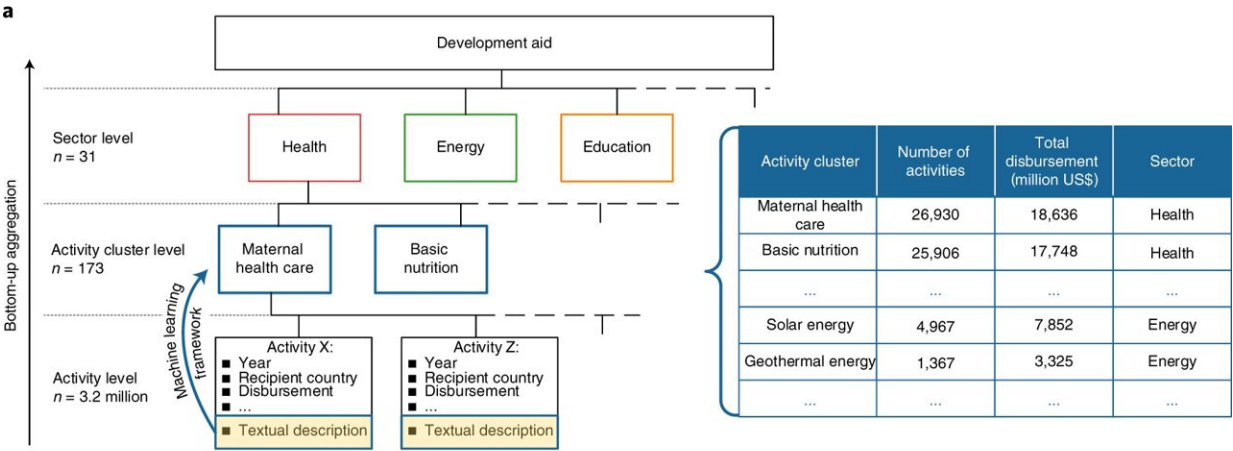 a
Development aid
Bottom-up aggregation
Sector level
n = 31
Health
Energy
Education
Activity cluster level
n = 173
Maternal
health care
Basic
nutrition
Machine learning
framework
Activity level
n = 3.2 million
Activity X:
■ Year
■ Recipient country
■ Disbursement
■ ...
■ Textual description
Activity Z:
■ Year
■ Recipient country
■ Disbursement
■ ...
■ Textual description
Activity cluster
Number of
activities
Total
disbursement
(million US$)
Sector
Maternal health
care
26,930
18,636
Health
Basic nutrition
25,906
17,748
Health
...
...
...
...
Solar energy
4,967
7,852
Energy
Geothermal energy
1,367
3,325
Energy
...
...
...
...